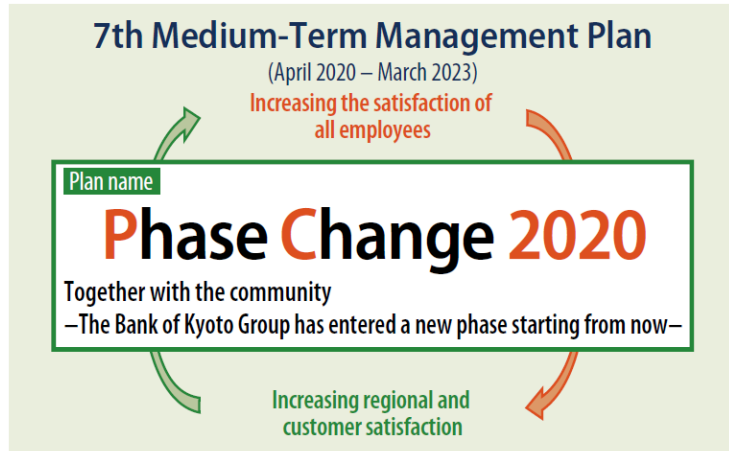 7th Medium-Term Management Plan
(April 2020 – March 2023)
Increasing the satisfaction of
all employees
Plan name
Phase Change 2020
Together with the community
–The Bank of Kyoto Group has entered a new phase starting from now–
Increasing regional and
customer satisfaction